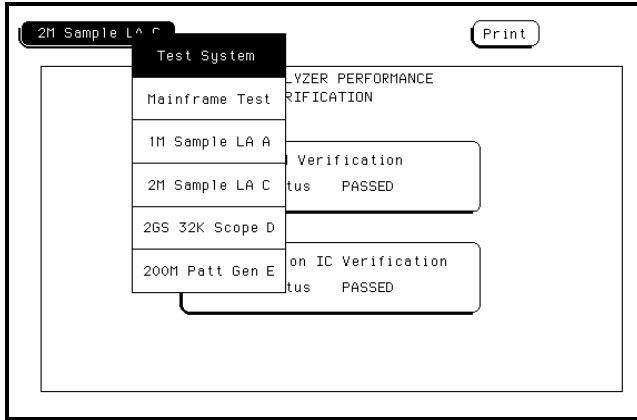 2M Sample LA C
Print
Test System
Mainframe Test
1M Sample LA A
2M Sample LA C
2GS 32K Scope D
200M Patt Gen E
LYZER PERFORMANCE
RIFICATION
Verification
tus PASSED
on IC Verification
tus PASSED